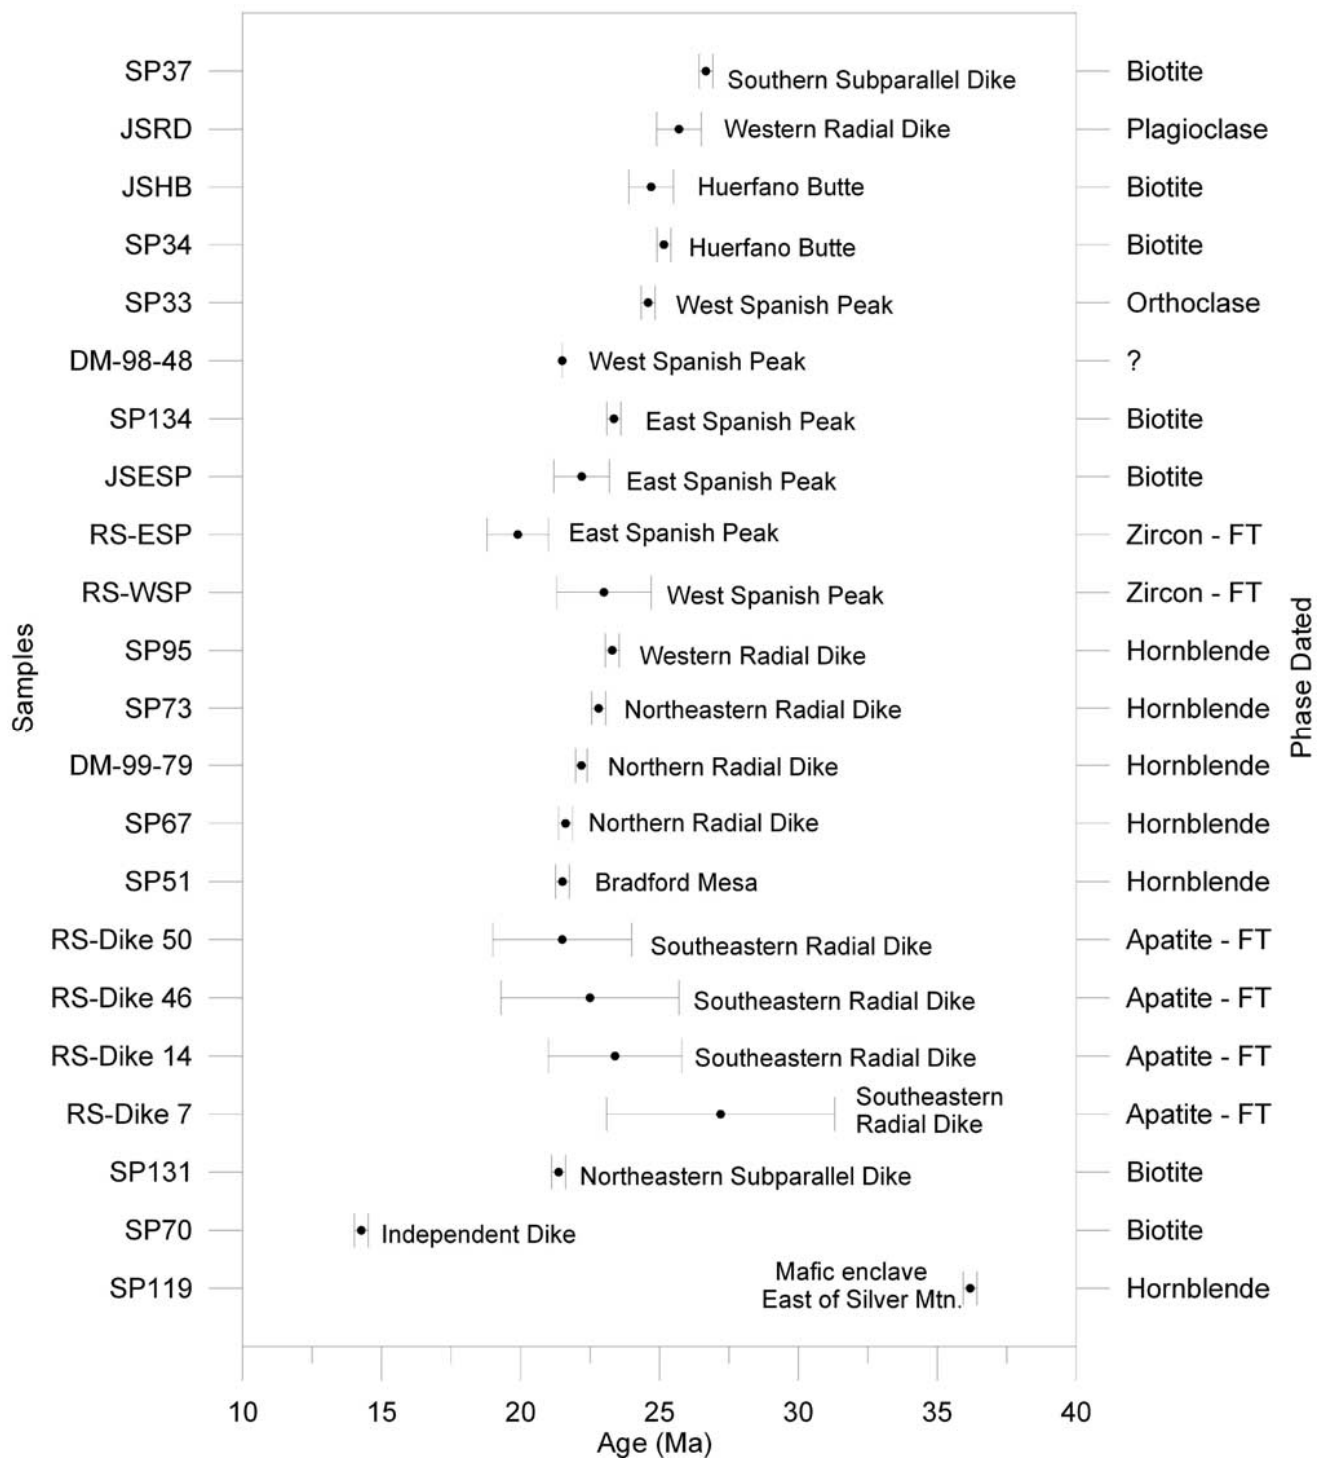 SP37 Southern Subparallel Dike Biotite
JSRD Western Radial Dike Plagioclase
JSHB Huerfano Butte Biotite
SP34 Huerfano Butte Biotite
SP33 West Spanish Peak Orthoclase
DM-98-48 West Spanish Peak ?
SP134 East Spanish Peak Biotite
JSESP East Spanish Peak Biotite
RS-ESP East Spanish Peak Zircon - FT
RS-WSP West Spanish Peak Zircon - FT
SP95 Western Radial Dike Hornblende
SP73 Northeastern Radial Dike Hornblende
DM-99-79 Northern Radial Dike Hornblende
SP67 Northern Radial Dike Hornblende
SP51 Bradford Mesa Hornblende
RS-Dike 50 Southeastern Radial Dike Apatite - FT
RS-Dike 46 Southeastern Radial Dike Apatite - FT
RS-Dike 14 Southeastern Radial Dike Apatite - FT
RS-Dike 7 Southeastern Apatite - FT
Radial Dike
SP131 Northeastern Subparallel Dike Biotite
SP70 Independent Dike Biotite
SP119 Mafic enclave Hornblende
East of Silver Mtn.
Samples
Phase Dated
10 15 20 25 30 35 40
Age (Ma)